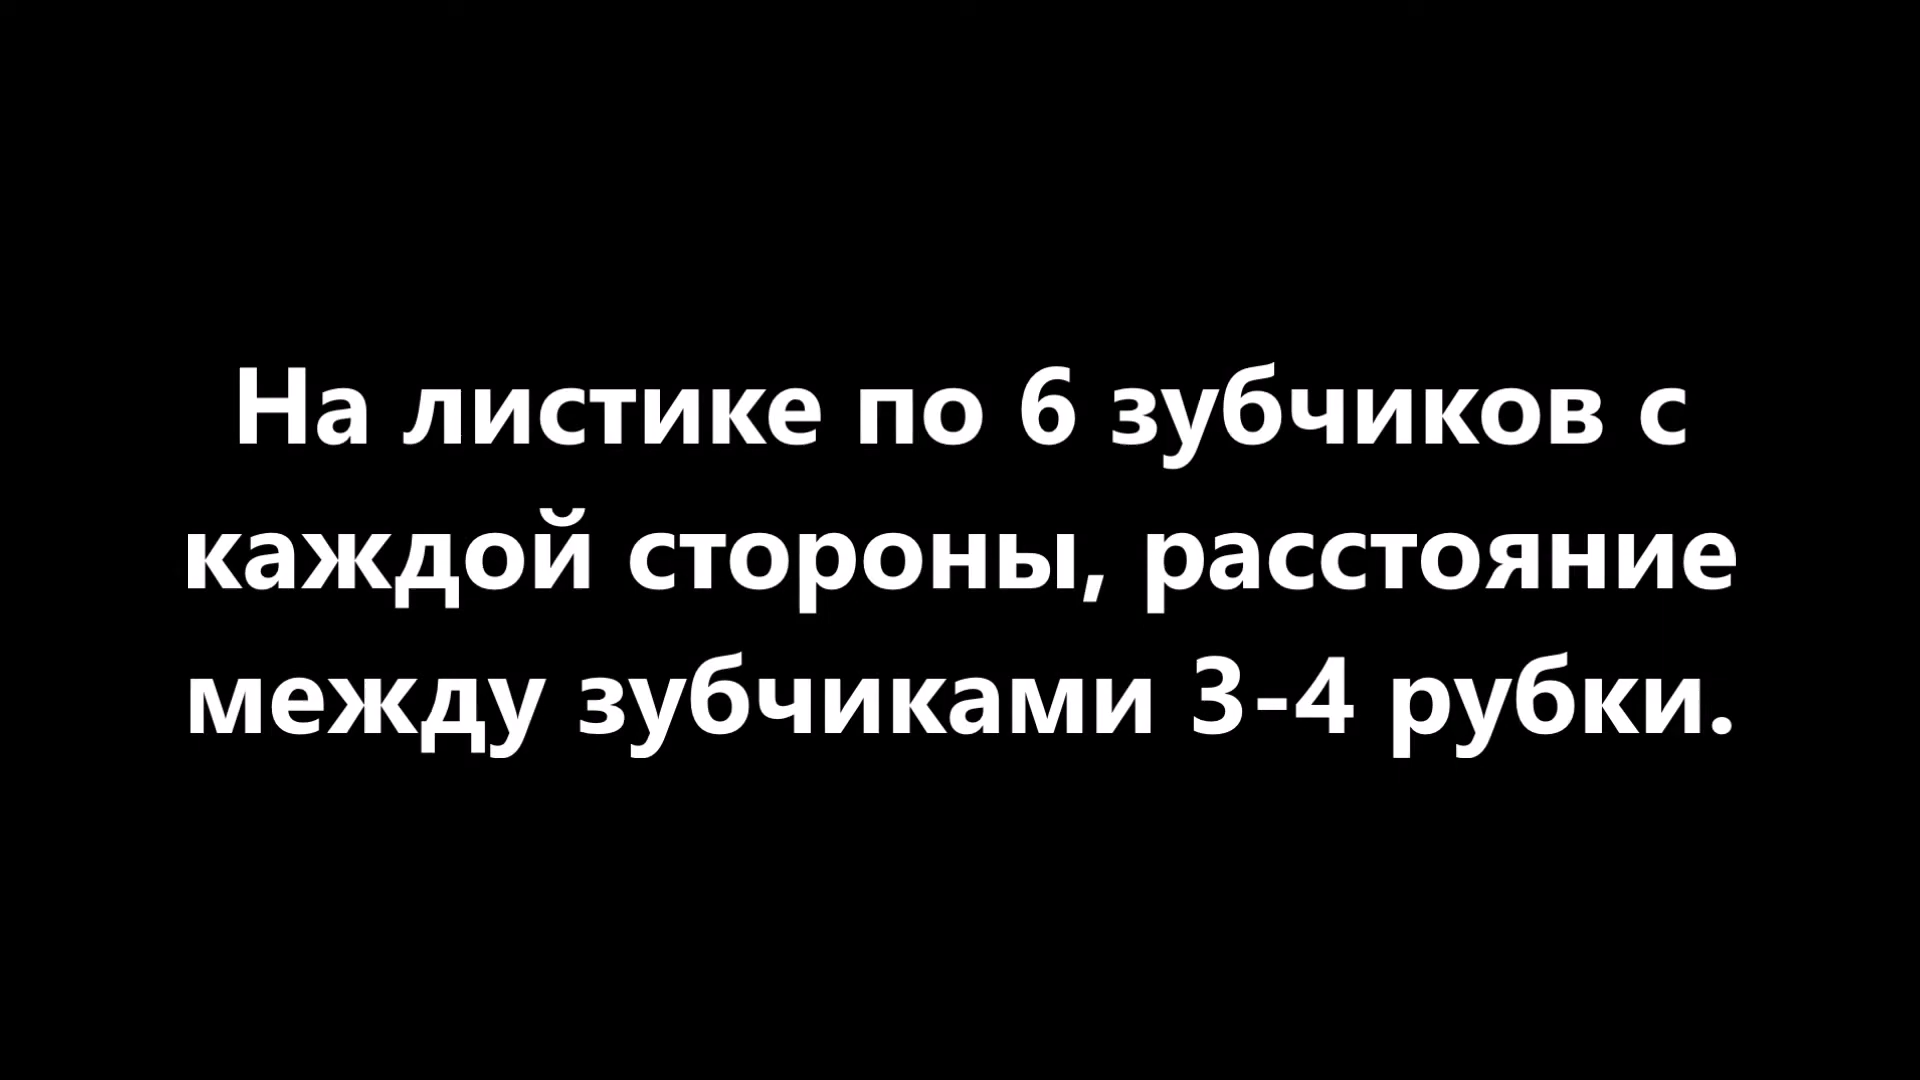 На листике по 6 зубчиков с
каждой стороны, расстояние
между зубчиками 3-4 рубки.